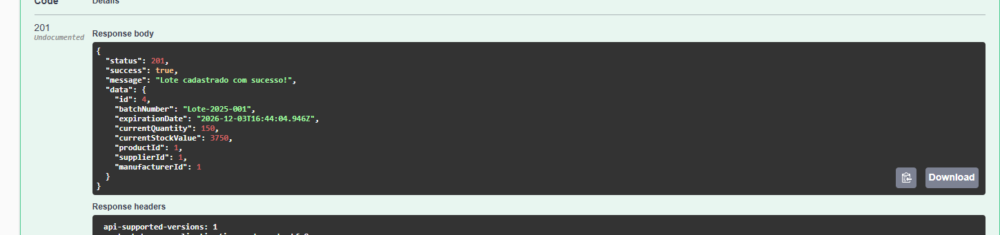 Code Details
201
Undocumented
Response body
{
"status": 201,
"success": true,
"message": "Lote cadastrado com sucesso!",
"data": {
"id": 4,
"batchNumber": "Lote-2025-001",
"expirationDate": "2026-12-03T16:44:04.946Z",
"currentQuantity": 150,
"currentStockValue": 3750,
"productId": 1,
"supplierId": 1,
"manufacturerId": 1
}
}
Download
Response headers
api-supported-versions: 1